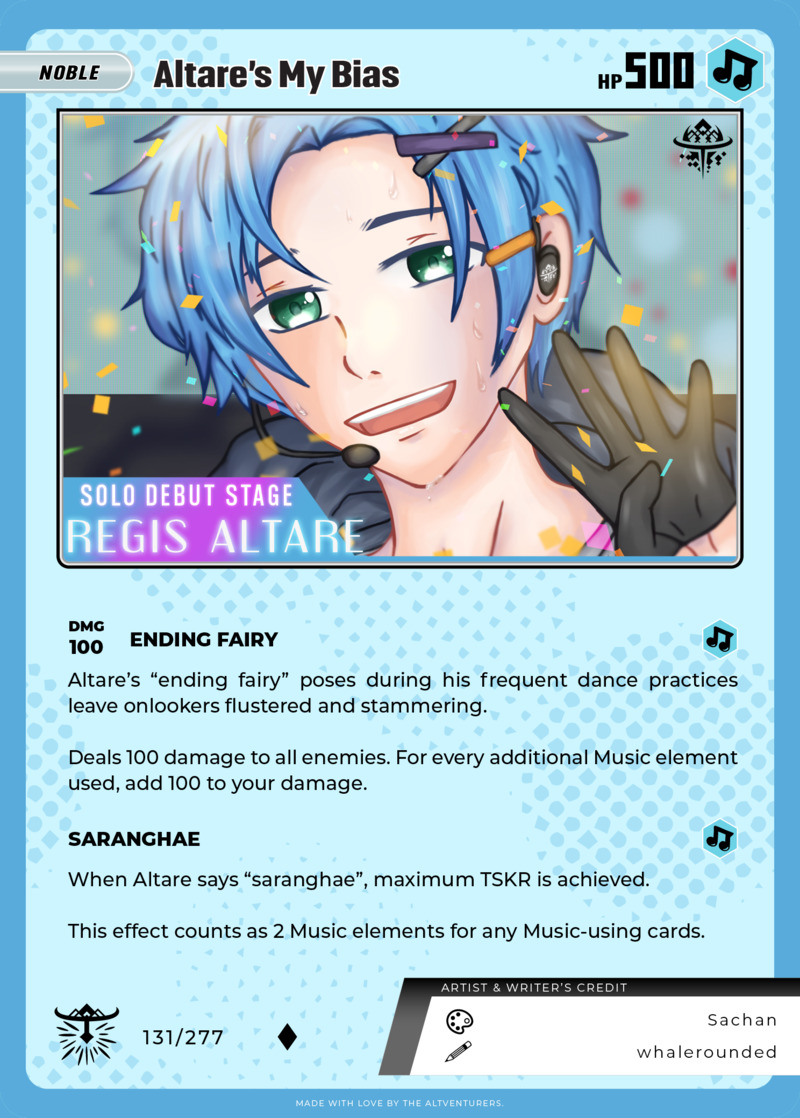 NOBLE
Altare's My Bias
HP 500
SOLO DEBUT STAGE
REGIS ALTARE
DMG
100
ENDING FAIRY
Altare's “ending fairy” poses during his frequent dance practices
leave onlookers flustered and stammering.
Deals 100 damage to all enemies. For every additional Music element
used, add 100 to your damage.
SARANGHAE
When Altare says “saranghae”, maximum TSKR is achieved.
This effect counts as 2 Music elements for any Music-using cards.
ARTIST & WRITER'S CREDIT
Sachan
131/277
whalerounded
MADE WITH LOVE BY THE ALTVENTURERS.